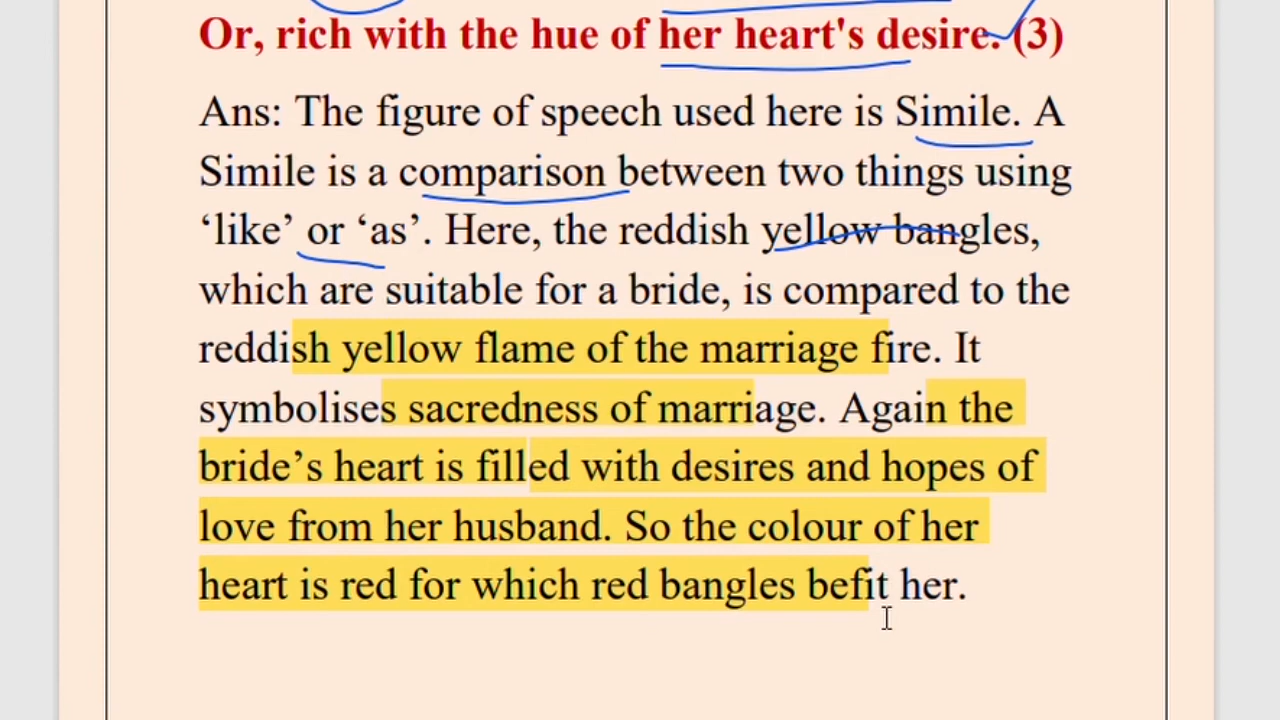 Or, rich with the hue of her heart's desire. (3)
Ans: The figure of speech used here is Simile. A
Simile is a comparison between two things using
‘like’ or ‘as’. Here, the reddish yellow bangles,
which are suitable for a bride, is compared to the
reddish yellow flame of the marriage fire. It
symbolises sacredness of marriage. Again the
bride’s heart is filled with desires and hopes of
love from her husband. So the colour of her
heart is red for which red bangles befit her.